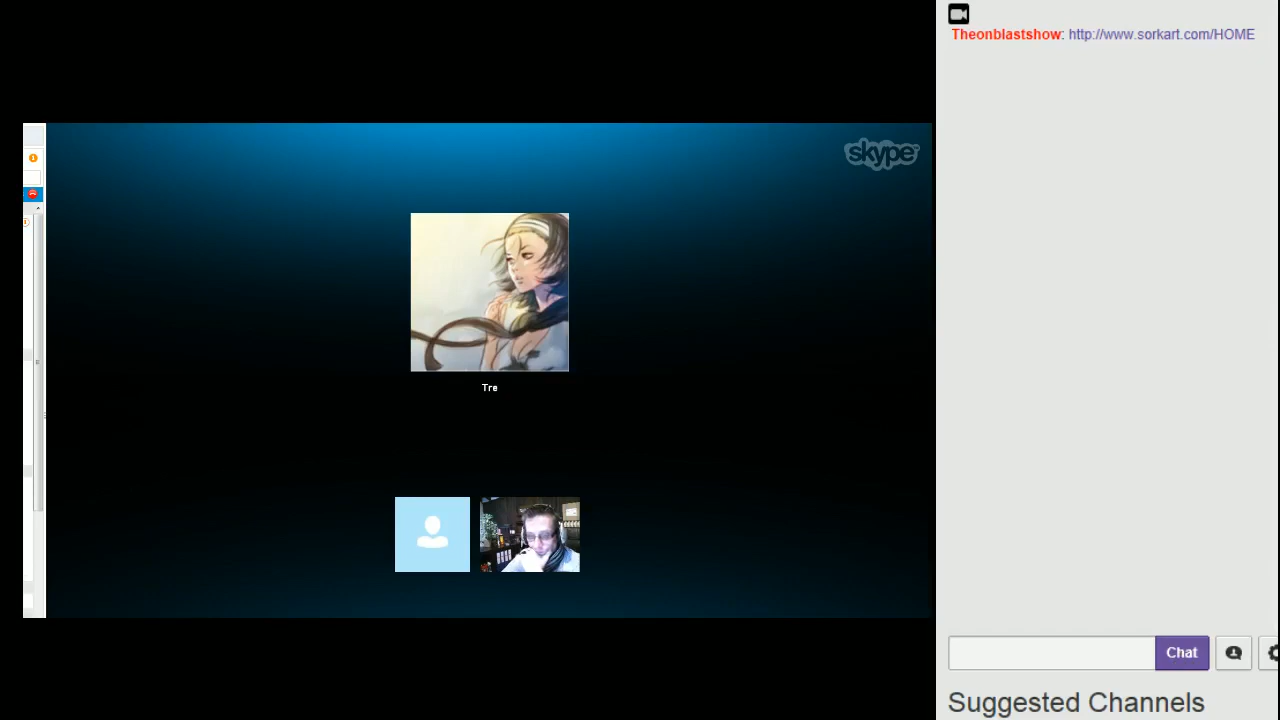 skype
Tre
Theonblastshow: http://www.sorkart.com/HOME
Chat
Suggested Channels